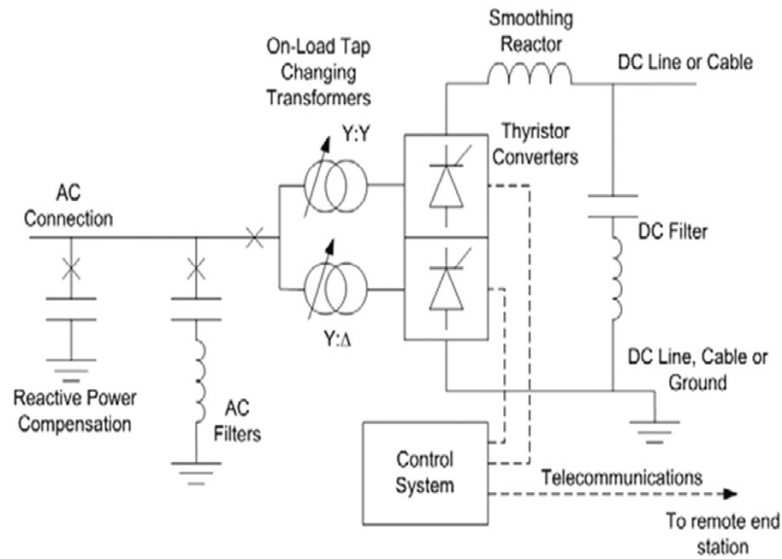 Smoothing
Reactor
DC Line or Cable
On-Load Tap
Changing
Transformers
Y:Y
Thyristor
Converters
AC
Connection
DC Filter
Y:Δ
DC Line, Cable or
Ground
Reactive Power
Compensation
AC
Filters
Control
System
Telecommunications
To remote end
station